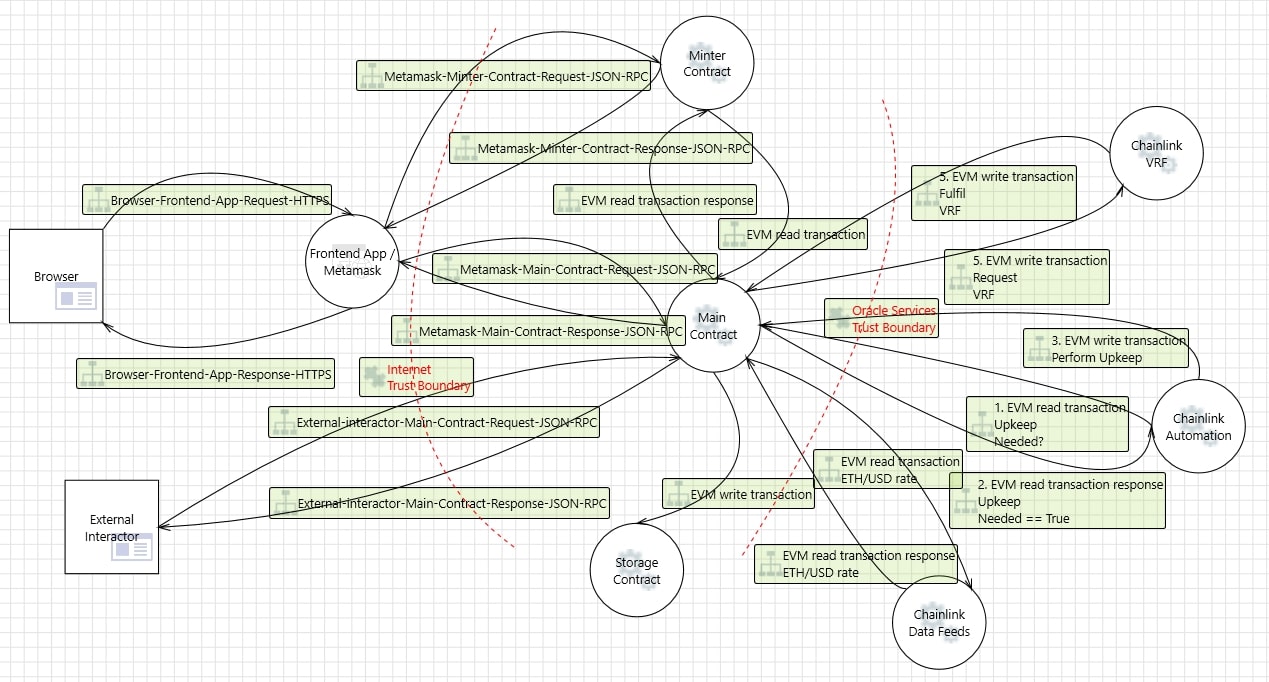 Minter
Contract
Metamask-Minter-Contract-Request-JSON-RPC
Metamask-Minter-Contract-Response-JSON-RPC
Chainlink
VRF
5. EVM write transaction
Fulfil
VRF
Browser-Frontend-App-Request-HTTPS
EVM read transaction response
EVM read transaction
Frontend App /
Metamask
Browser
Metamask-Main-Contract-Request-JSON-RPC
5. EVM write transaction
Request
VRF
Main
Contract
Oracle Services
Trust Boundary
Metamask-Main-Contract-Response-JSON-RPC
3. EVM write transaction
Perform Upkeep
Browser-Frontend-App-Response-HTTPS
Internet
Trust Boundary
1. EVM read transaction
Upkeep
Needed?
Chainlink
Automation
External-interactor-Main-Contract-Request-JSON-RPC
EVM read transaction
ETH/USD rate
2. EVM read transaction response
Upkeep
Needed == True
External-interactor-Main-Contract-Response-JSON-RPC
EVM write transaction
External
Interactor
EVM read transaction response
ETH/USD rate
Storage
Contract
Chainlink
Data Feeds